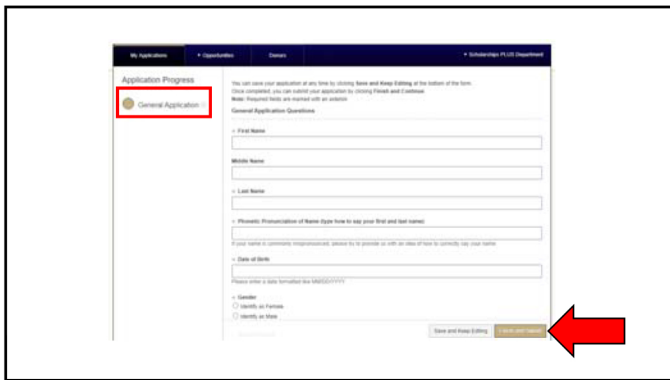 My Applications
Opportunities
Donors
Scholarships PLUS Department
Application Progress
General Application
You can save your application at any time by clicking Save and Keep Editing at the bottom of the form.
Once completed, you can submit your application by clicking Finish and Continue.
Note: Required fields are marked with an asterisk
General Application Questions
* First Name
Middle Name
* Last Name
* Phonetic Pronunciation of Name (type how to say your first and last name)
If your name is commonly mispronounced, please try to provide us with an idea of how to correctly say your name
* Date of Birth
Please enter a date formatted like MM/DD/YYYY
* Gender
Identify as Female
Identify as Male
Save and Keep Editing
Finish and Submit